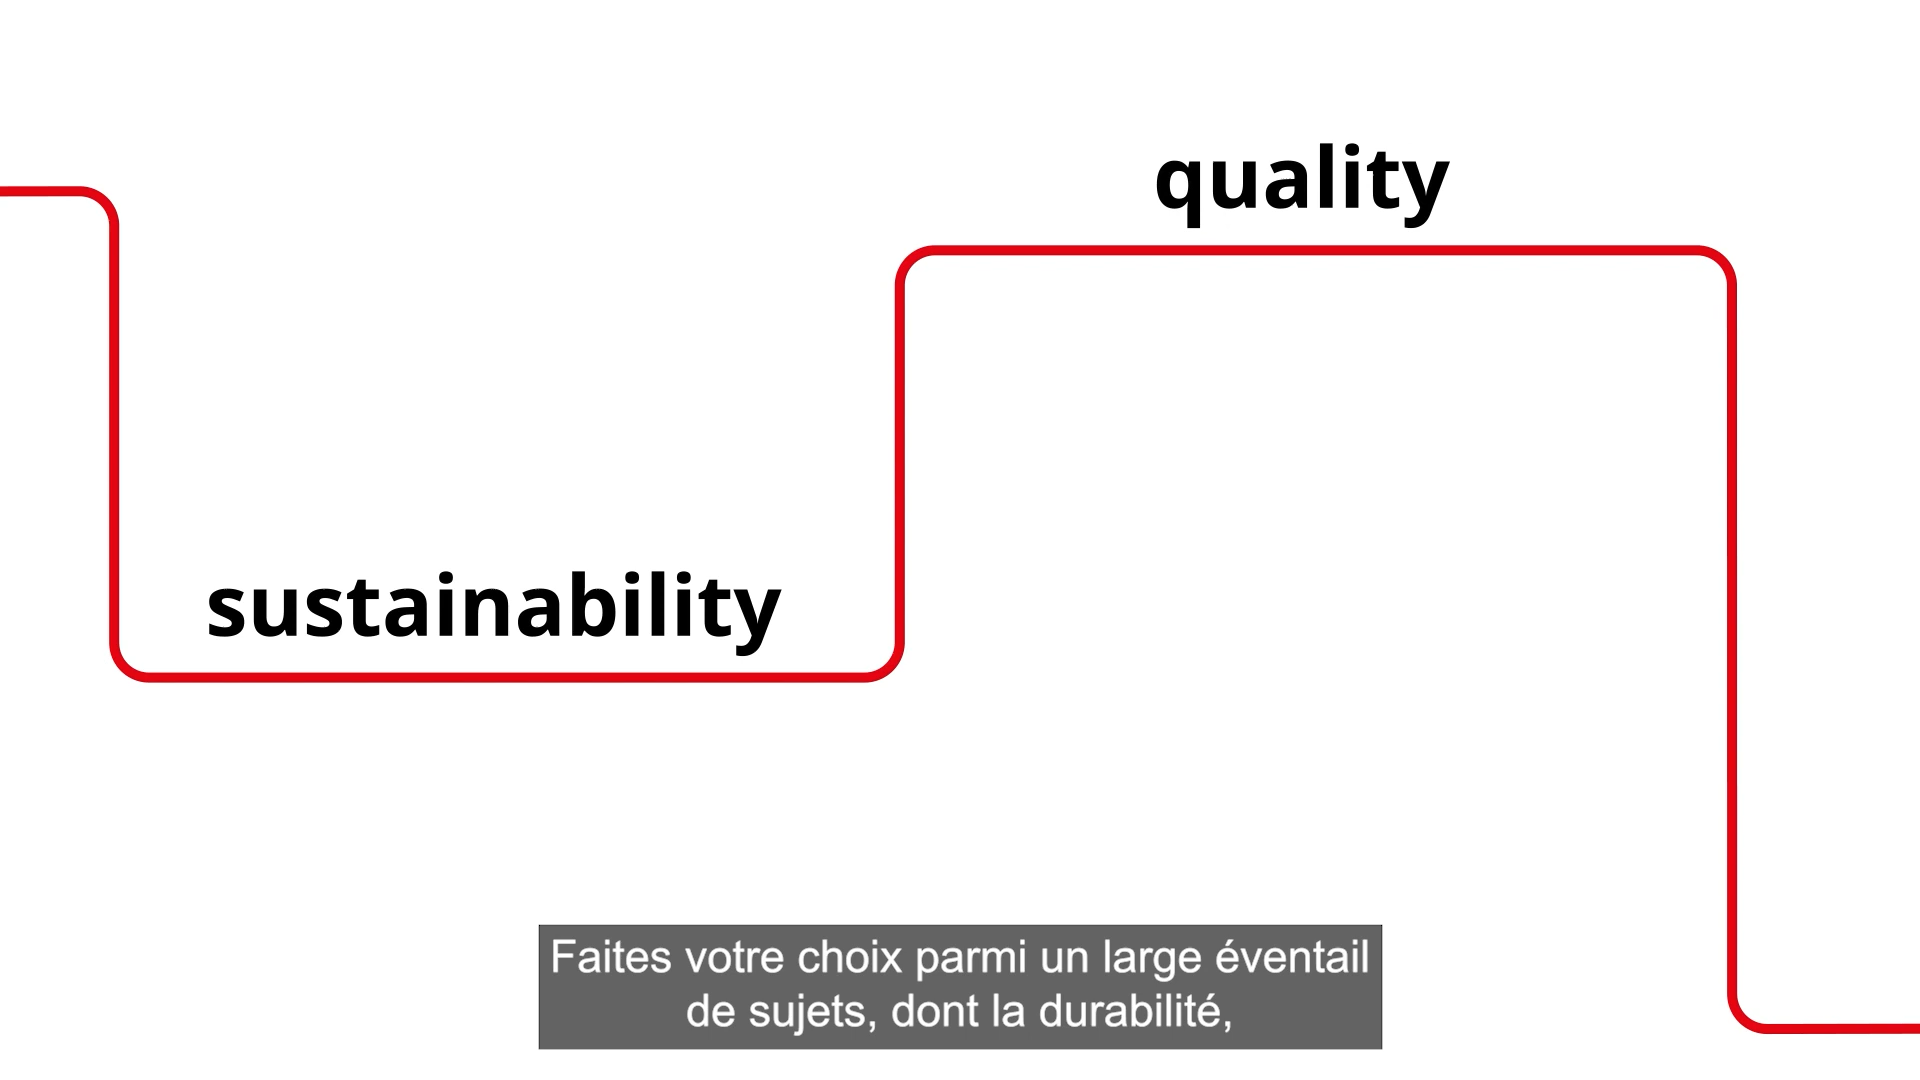 quality
sustainability
Faites votre choix parmi un large éventail
de sujets, dont la durabilité,